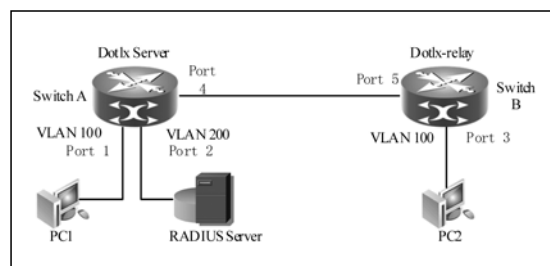 Dotlx Server
Dotlx-relay
Port 4
Port 5
Switch A
Switch B
VLAN 100
VLAN 200
VLAN 100
Port 3
Port 1
Port 2
PC1
RADIUS Server
PC2